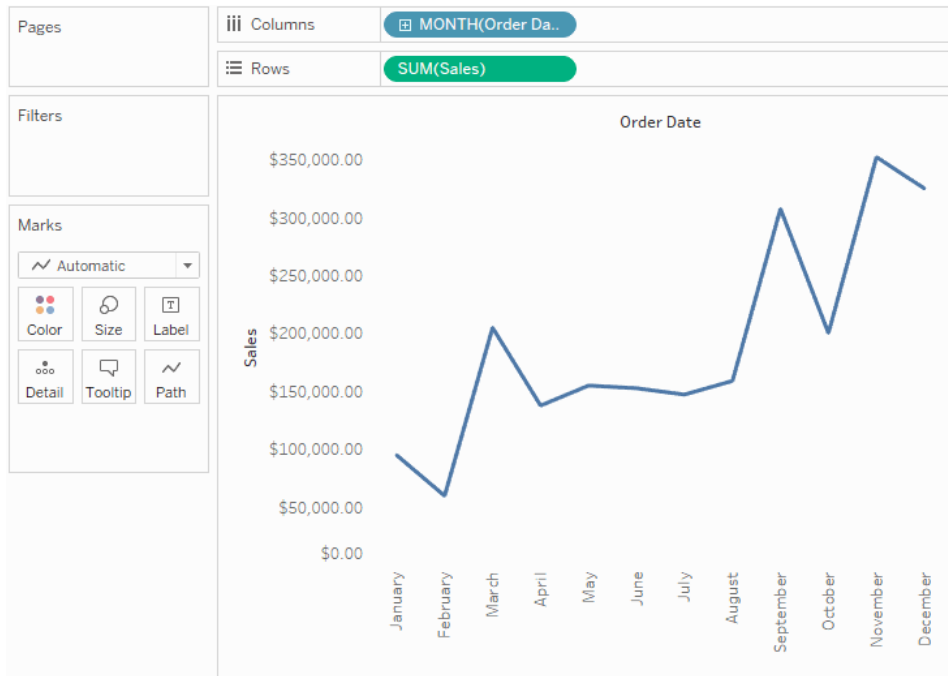 Pages
Columns
MONTH(Order Da..
Rows
SUM(Sales)
Filters
Marks
Automatic
Color
Size
Label
Detail
Tooltip
Path
Order Date
Sales
$350,000.00
$300,000.00
$250,000.00
$200,000.00
$150,000.00
$100,000.00
$50,000.00
$0.00
January
February
March
April
May
June
July
August
September
October
November
December